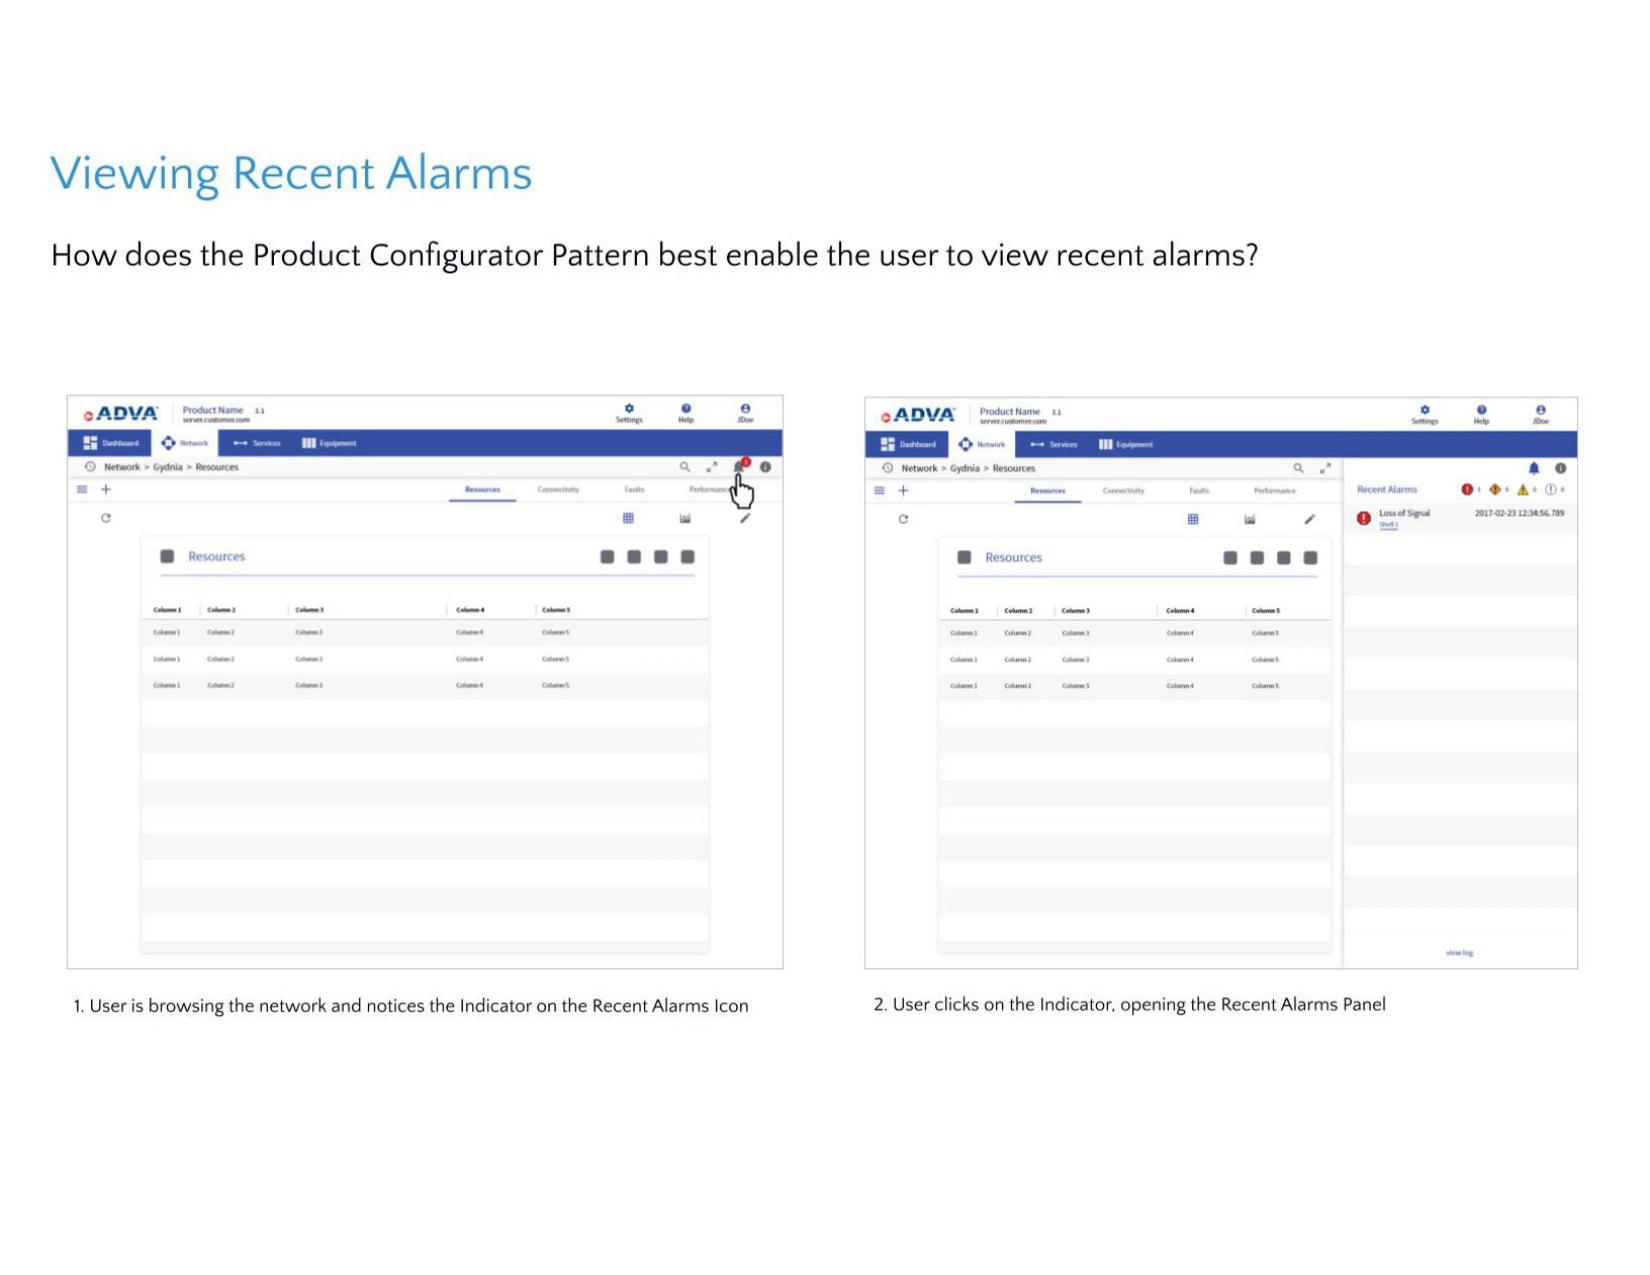 Viewing Recent Alarms
How does the Product Configurator Pattern best enable the user to view recent alarms?
ADVA Product Name 3.1
server.customer.com
Settings Help JDoe
Dashboard Network Services Equipment
Network > Gydnia > Resources
1
Resources Connectivity Faults Performance
Resources
Column 1 Column 2 Column 3 Column 4 Column 5
Column 1 Column 2 Column 3 Column 4 Column 5
Column 1 Column 2 Column 3 Column 4 Column 5
Column 1 Column 2 Column 3 Column 4 Column 5
1. User is browsing the network and notices the Indicator on the Recent Alarms Icon
ADVA Product Name 3.1
server.customer.com
Settings Help JDoe
Dashboard Network Services Equipment
Network > Gydnia > Resources
Resources Connectivity Faults Performance
Recent Alarms
Loss of Signal 2017-02-23 12:34:56.789
Shelf 1
Resources
Column 1 Column 2 Column 3 Column 4 Column 5
Column 1 Column 2 Column 3 Column 4 Column 5
Column 1 Column 2 Column 3 Column 4 Column 5
Column 1 Column 2 Column 3 Column 4 Column 5
view log
2. User clicks on the Indicator, opening the Recent Alarms Panel